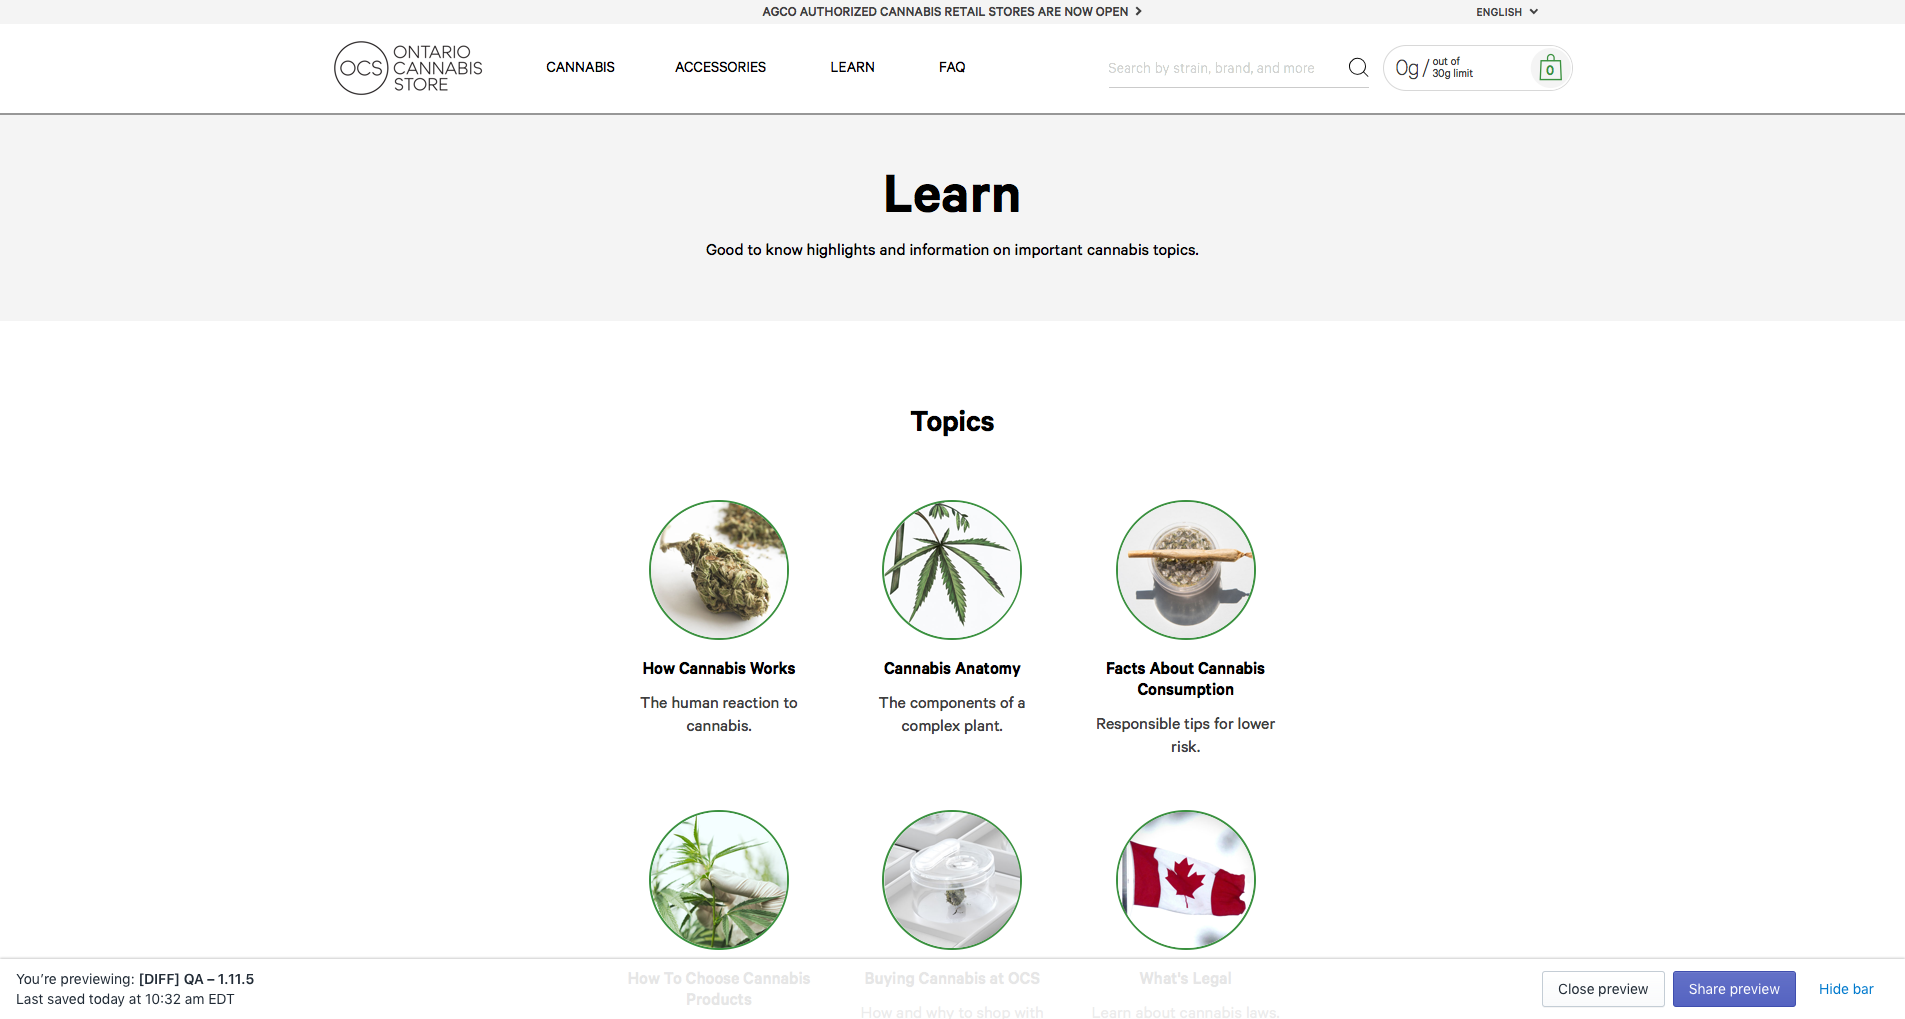 AGCO AUTHORIZED CANNABIS RETAIL STORES ARE NOW OPEN
ENGLISH
OCS
ONTARIO
CANNABIS
STORE
CANNABIS
ACCESSORIES
LEARN
FAQ
Search by strain, brand, and more
0g / out of
30g limit
0
Learn
Good to know highlights and information on important cannabis topics.
Topics
How Cannabis Works
The human reaction to
cannabis.
Cannabis Anatomy
The components of a
complex plant.
Facts About Cannabis
Consumption
Responsible tips for lower
risk.
How To Choose Cannabis
Products
Buying Cannabis at OCS
How and why to shop with
What's Legal
Learn about cannabis laws.
You're previewing: [DIFF] QA – 1.11.5
Last saved today at 10:32 am EDT
Close preview
Share preview
Hide bar